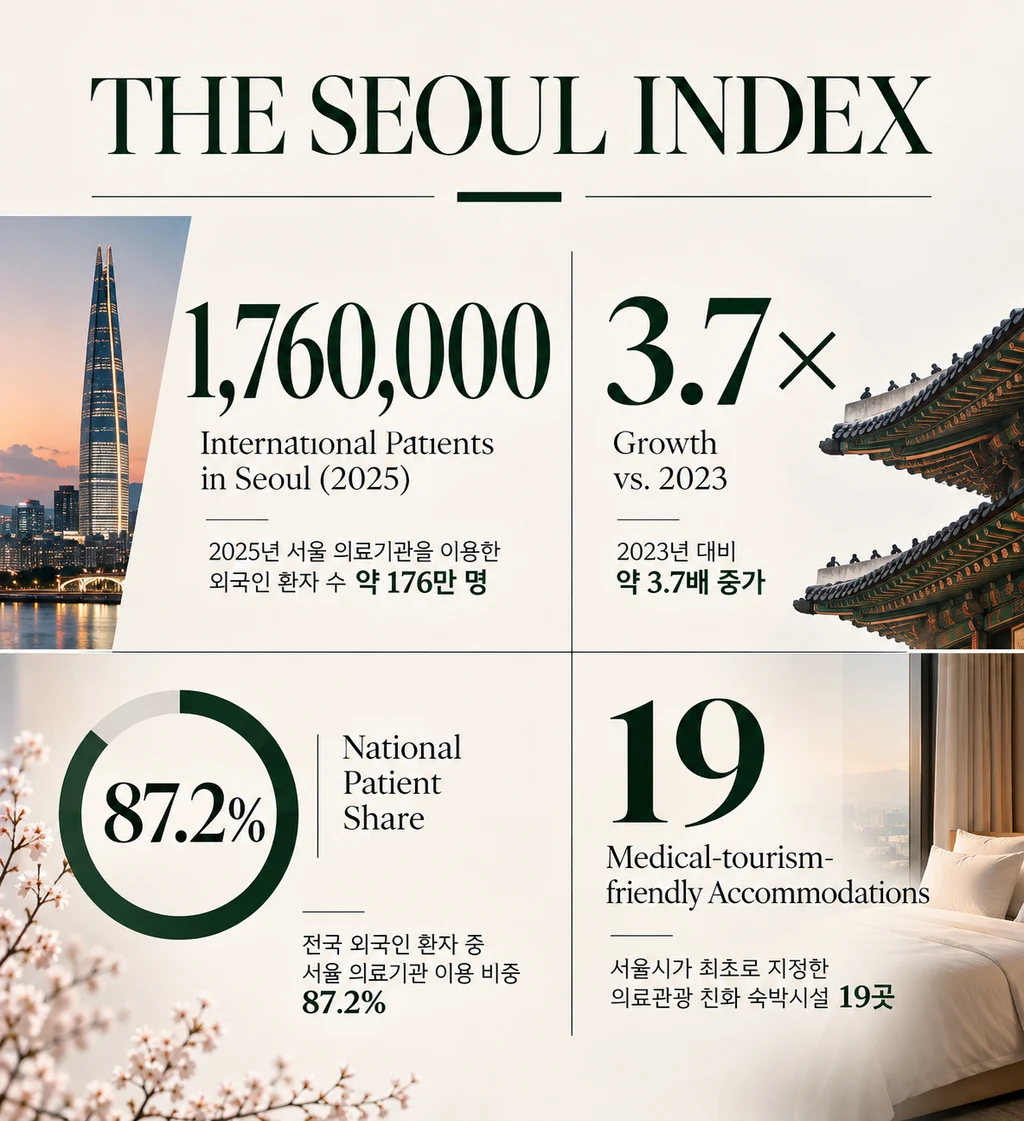 THE SEOUL INDEX
1,760,000
International Patients
in Seoul (2025)
2025년 서울 의료기관을 이용한
외국인 환자 수 약 176만 명
3.7×
Growth
vs. 2023
2023년 대비
약 3.7배 중가
87.2%
National
Patient
Share
전국 외국인 환자 중
서울 의료기관 이용 비중
87.2%
19
Medical-tourism-
friendly Accommodations
서울시가 최초로 지정한
의료관광 친화 숙박시설 19곳